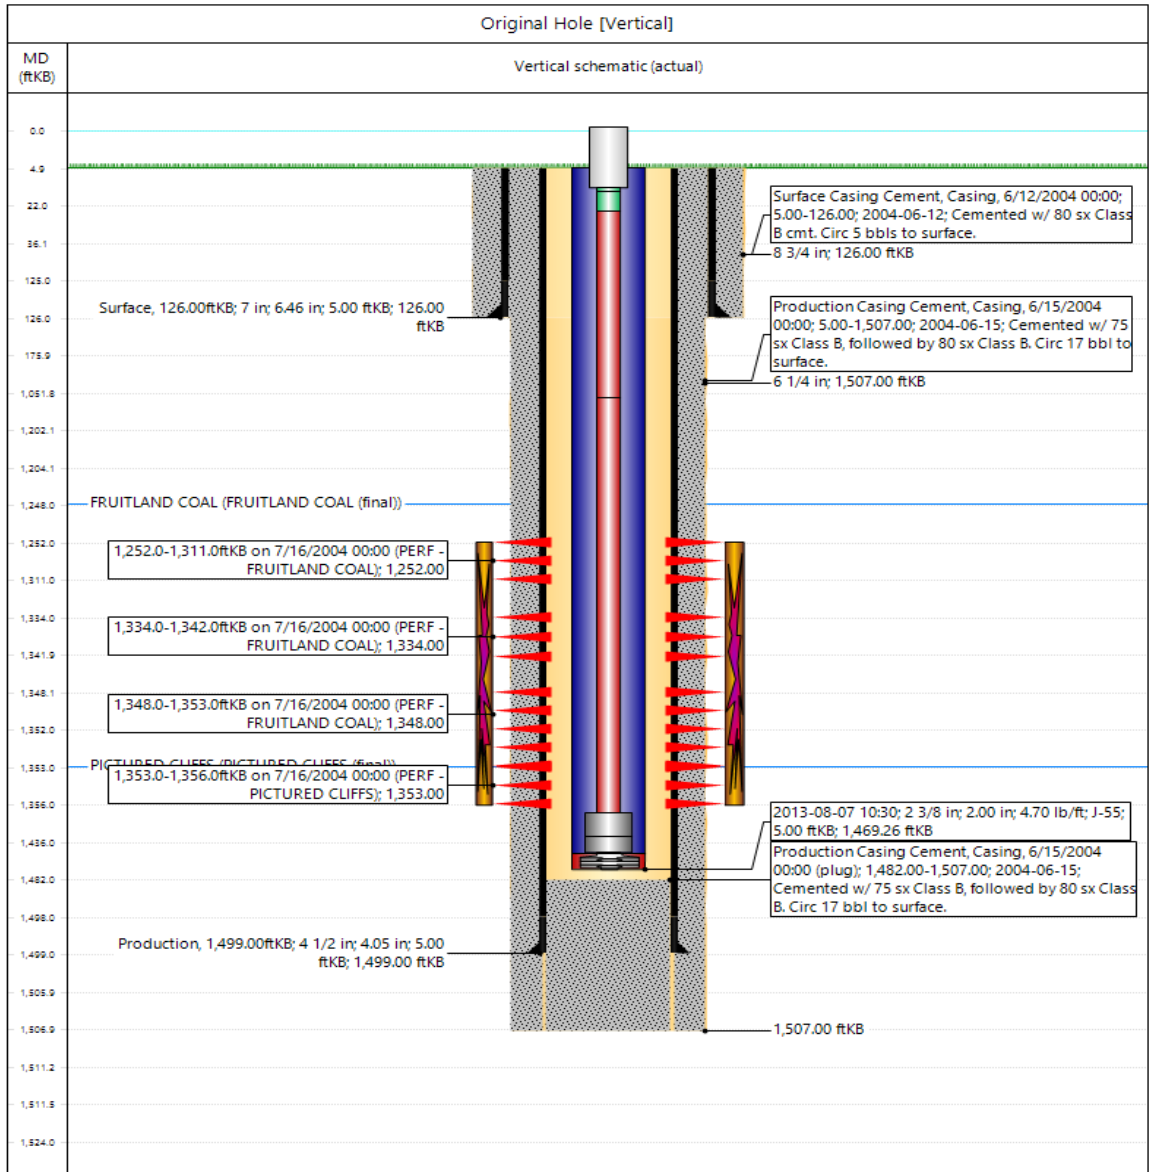 Original Hole [Vertical]
MD
(ftKB)
Vertical schematic (actual)
0.0
4.9
22.0
36.1
125.0
126.0
175.9
1,051.8
1,202.1
1,204.1
1,248.0
1,252.0
1,311.0
1,334.0
1,341.9
1,348.1
1,352.0
1,353.0
1,356.0
1,436.0
1,482.0
1,498.0
1,499.0
1,505.9
1,506.9
1,511.2
1,511.5
1,524.0
Surface Casing Cement, Casing, 6/12/2004 00:00;
5.00-126.00; 2004-06-12; Cemented w/ 80 sx Class
B cmt. Circ 5 bbls to surface.
8 3/4 in; 126.00 ftKB
Surface, 126.00ftKB; 7 in; 6.46 in; 5.00 ftKB; 126.00
ftKB
Production Casing Cement, Casing, 6/15/2004
00:00; 5.00-1,507.00; 2004-06-15; Cemented w/ 75
sx Class B, followed by 80 sx Class B. Circ 17 bbl to
surface.
6 1/4 in; 1,507.00 ftKB
FRUITLAND COAL (FRUITLAND COAL (final))
1,252.0-1,311.0ftKB on 7/16/2004 00:00 (PERF -
FRUITLAND COAL); 1,252.00
1,334.0-1,342.0ftKB on 7/16/2004 00:00 (PERF -
FRUITLAND COAL); 1,334.00
1,348.0-1,353.0ftKB on 7/16/2004 00:00 (PERF -
FRUITLAND COAL); 1,348.00
PICTURED CLIFFS (PICTURED CLIFFS (final))
1,353.0-1,356.0ftKB on 7/16/2004 00:00 (PERF -
PICTURED CLIFFS); 1,353.00
2013-08-07 10:30; 2 3/8 in; 2.00 in; 4.70 lb/ft; J-55;
5.00 ftKB; 1,469.26 ftKB
Production Casing Cement, Casing, 6/15/2004
00:00 (plug); 1,482.00-1,507.00; 2004-06-15;
Cemented w/ 75 sx Class B, followed by 80 sx Class
B. Circ 17 bbl to surface.
Production, 1,499.00ftKB; 4 1/2 in; 4.05 in; 5.00
ftKB; 1,499.00 ftKB
1,507.00 ftKB